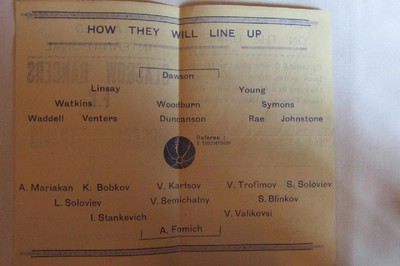 HOW THEY WILL LINE UP
Dawson
Linsay Young
Watkins Woodburn Symons
Waddell Venters Duncanson Rae Johnstone
Referee :
A. Mariakan K. Bobkov V. Kartsov V. Trofimov S. Soloviev
L. Soloviev V. Semichatny S. Blinkov
I. Stankevich V. Valikovsi
A. Fomich